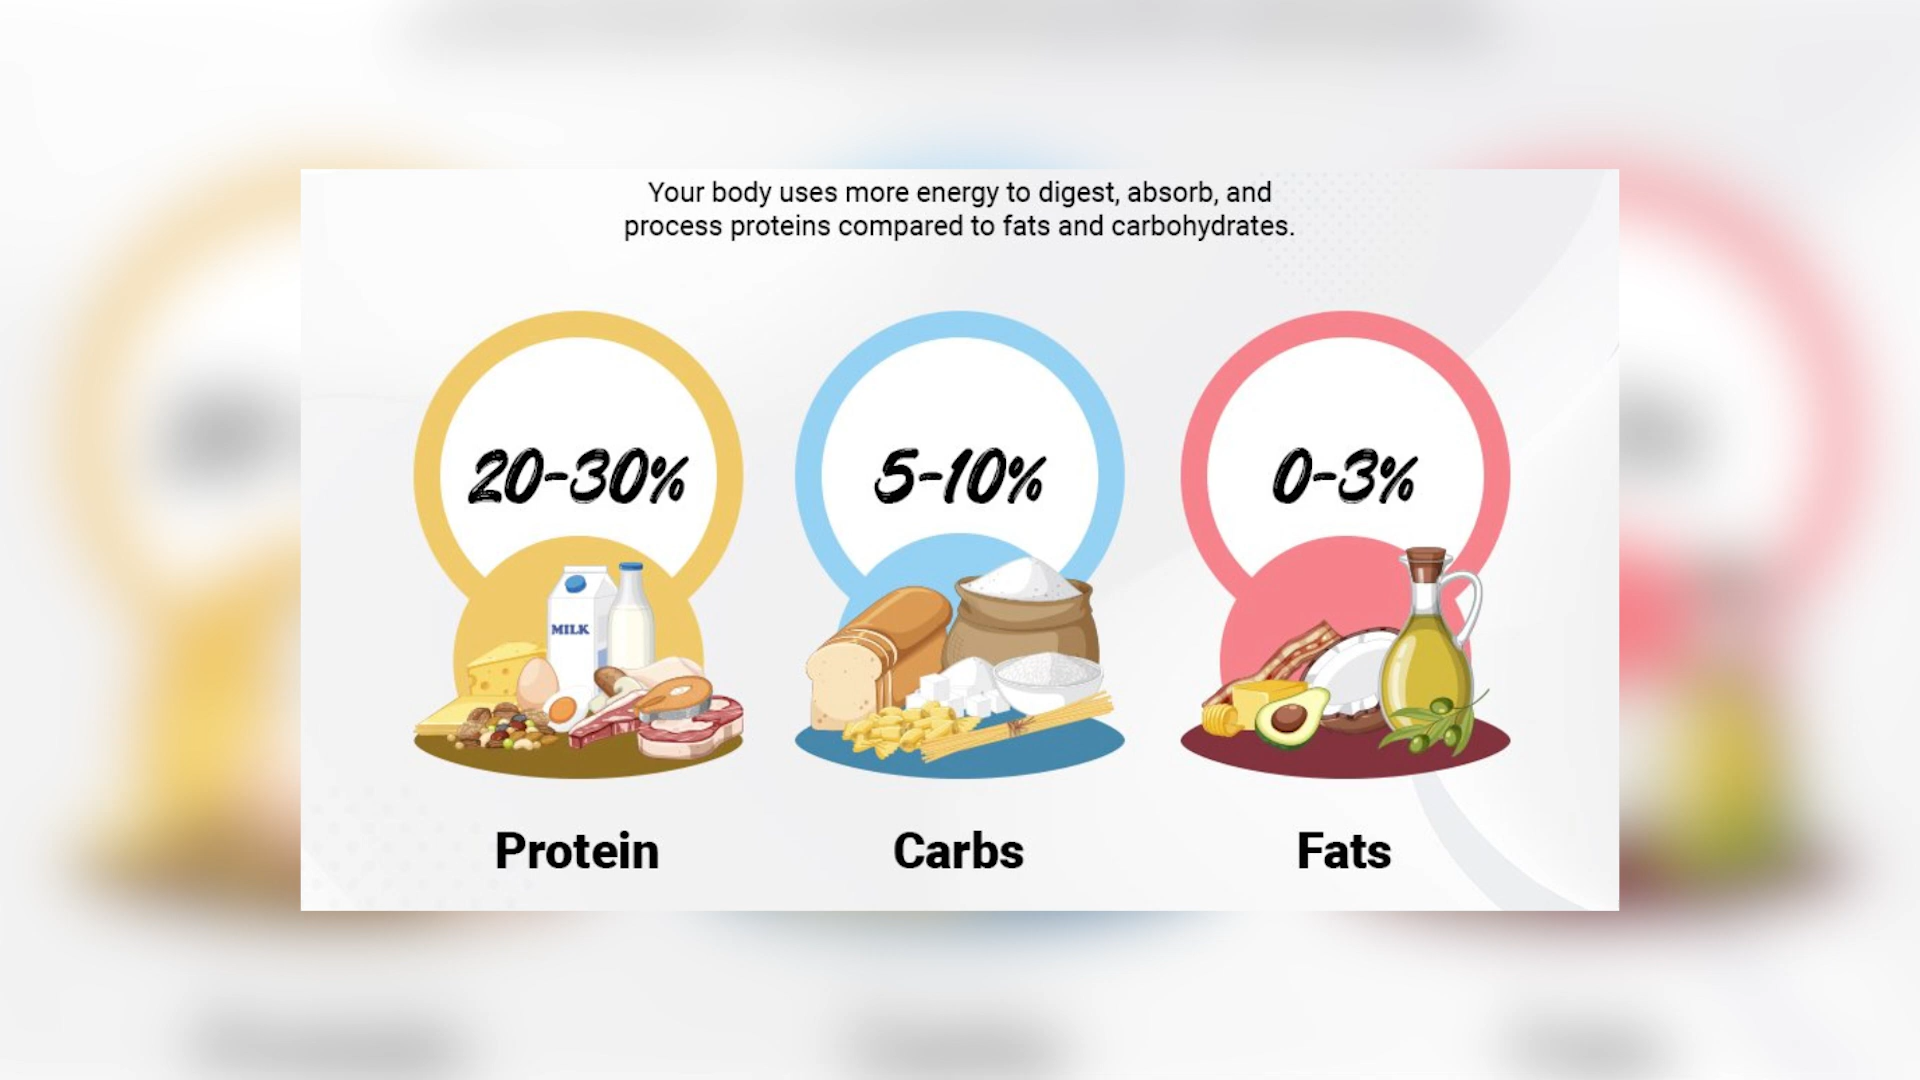 Your body uses more energy to digest, absorb, and
process proteins compared to fats and carbohydrates.
20-30%
5-10%
0-3%
MILK
Protein
Carbs
Fats